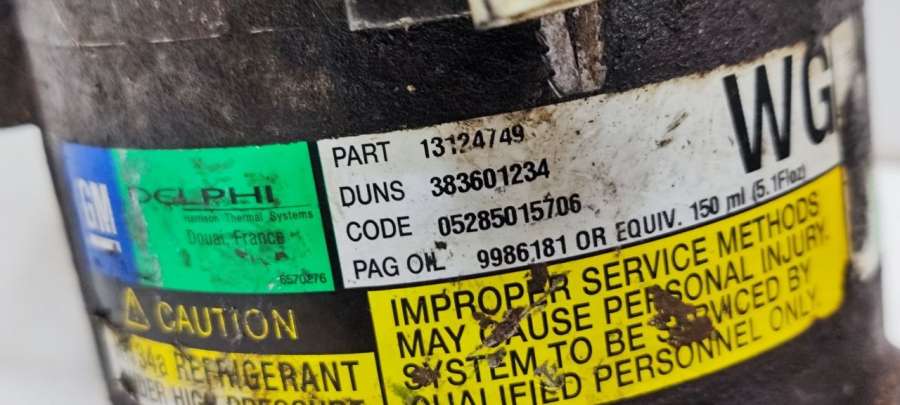 GM
DELPHI
Harrison Thermal Systems
Douai, France
6570276
PART 13124749
DUNS 383601234
CODE 05285015706
PAG OIL 9986181 OR EQUIV. 150 ml (5.1Floz)
WG
CAUTION
34a REFRIGERANT
HIGH
IMPROPER SERVICE METHODS
MAY CAUSE PERSONAL INJURY.
SYSTEM TO BE SERVICED BY
QUALIFIED PERSONNEL ONLY.